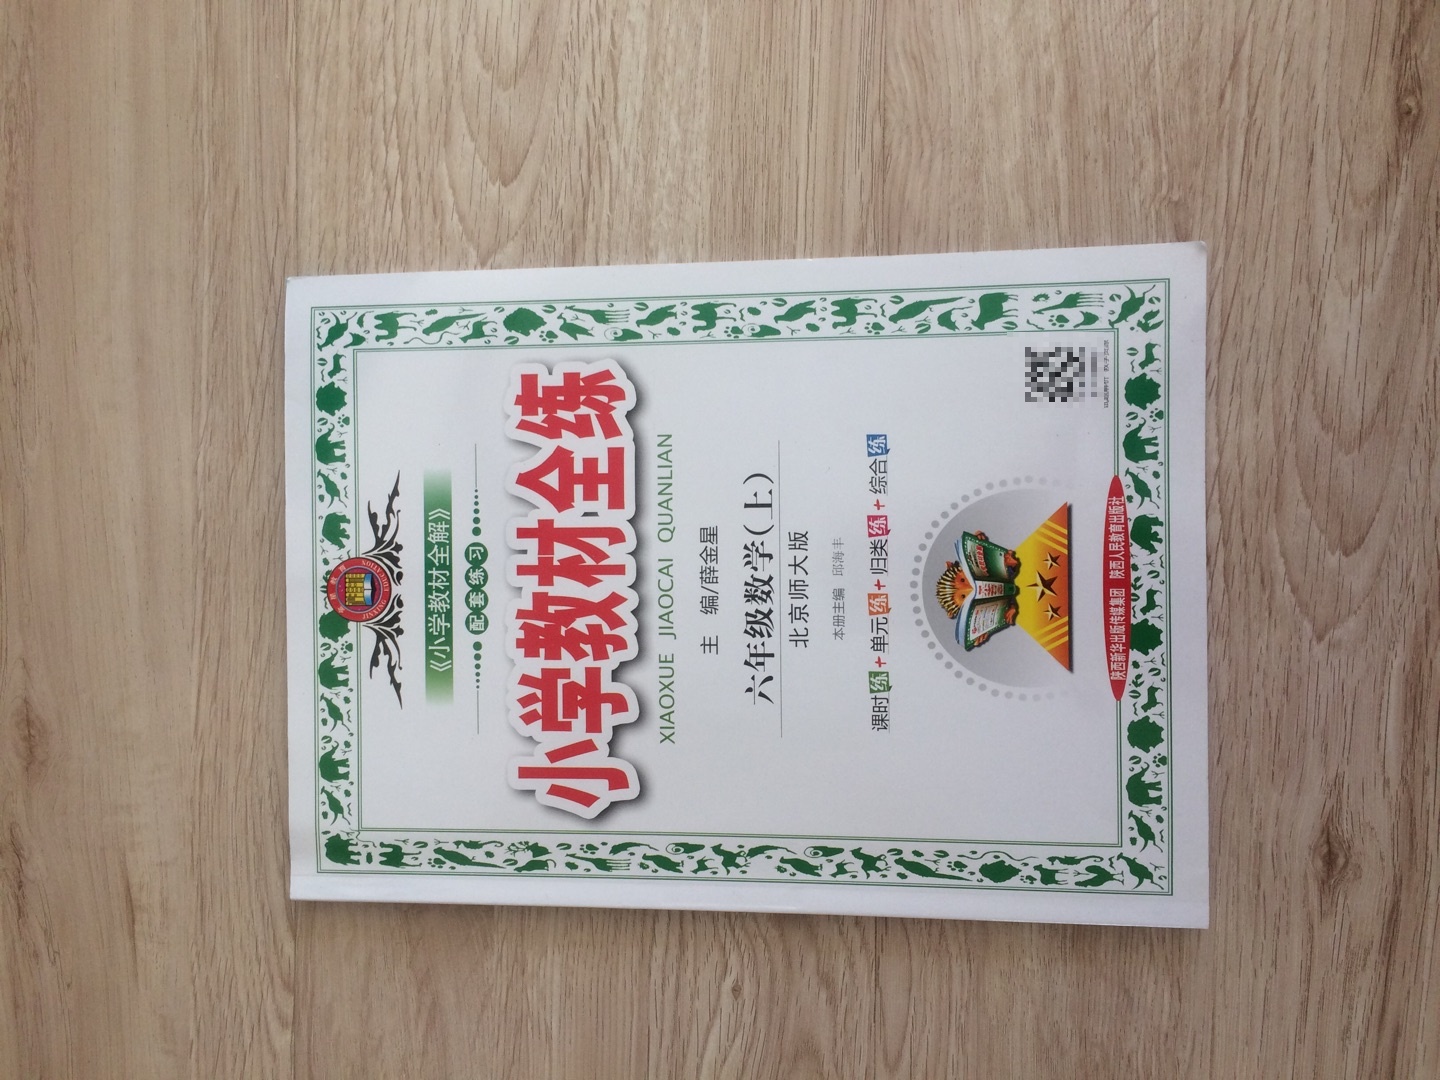 《小学教材全解》
配套练习
小学教材全练
XIAOXUE JIAOCAI QUANLIAN
主 编/薛金星
六年级数学(上)
北京师大版
本册主编 邱海丰
课时练+单元练+归类练+综合练
陕西新华出版传媒集团 陕西人民教育出版社